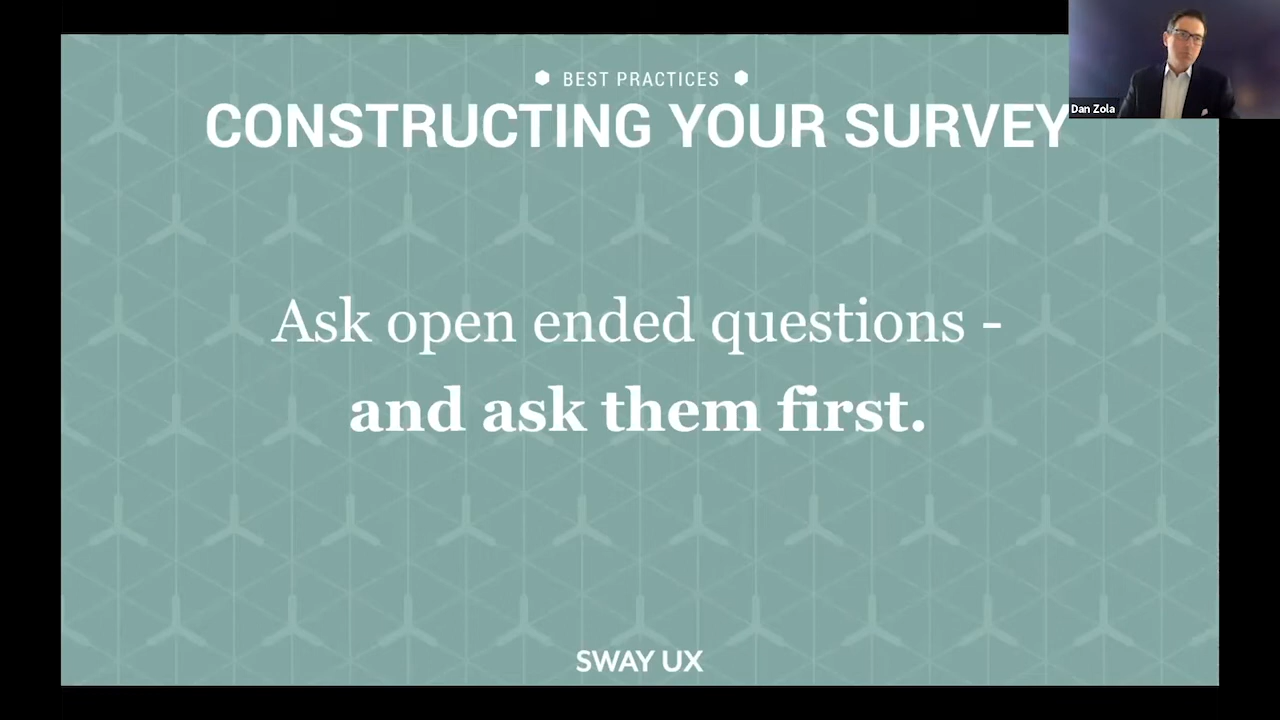 BEST PRACTICES
CONSTRUCTING YOUR SURVEY
Dan Zola
Ask open ended questions -
and ask them first.
SWAY UX